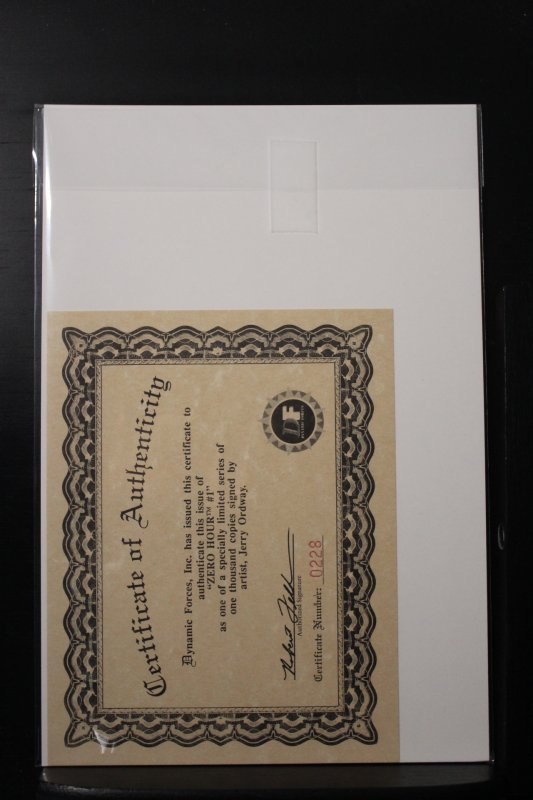 Certificate of Authenticity
Dynamic Forces, Inc. has issued this certificate to
authenticate this issue of
"ZERO HOUR™ #1"
as one of a specially limited series of
one thousand copies signed by
artist, Jerry Ordway.
DF
Authorized Signature
Certificate Number: 0228